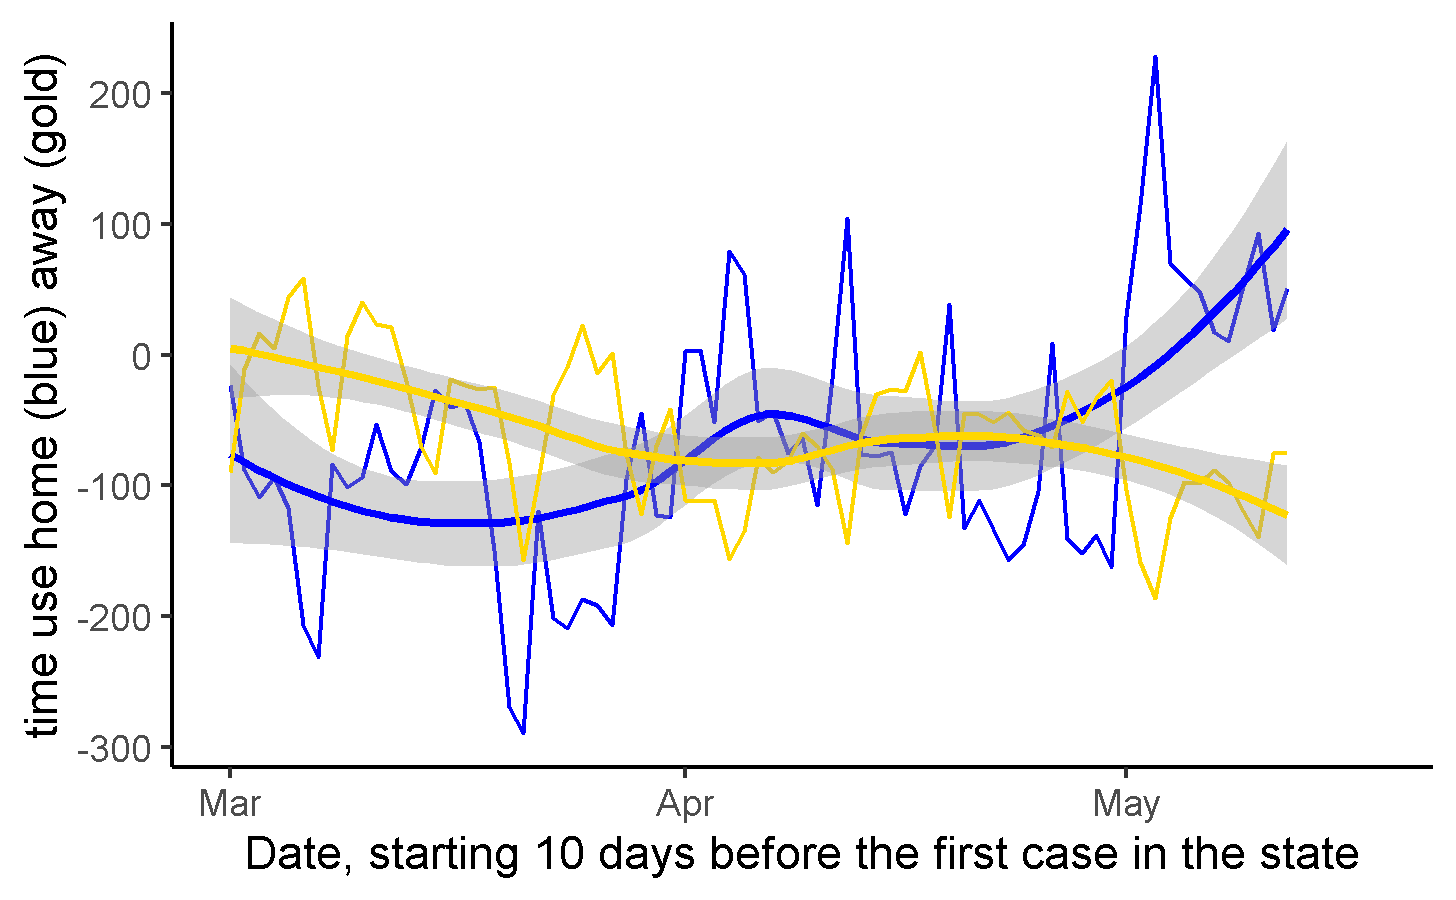 time use home (blue) away (gold)
200
100
0
-100
-200
-300
Mar
Apr
May
Date, starting 10 days before the first case in the state